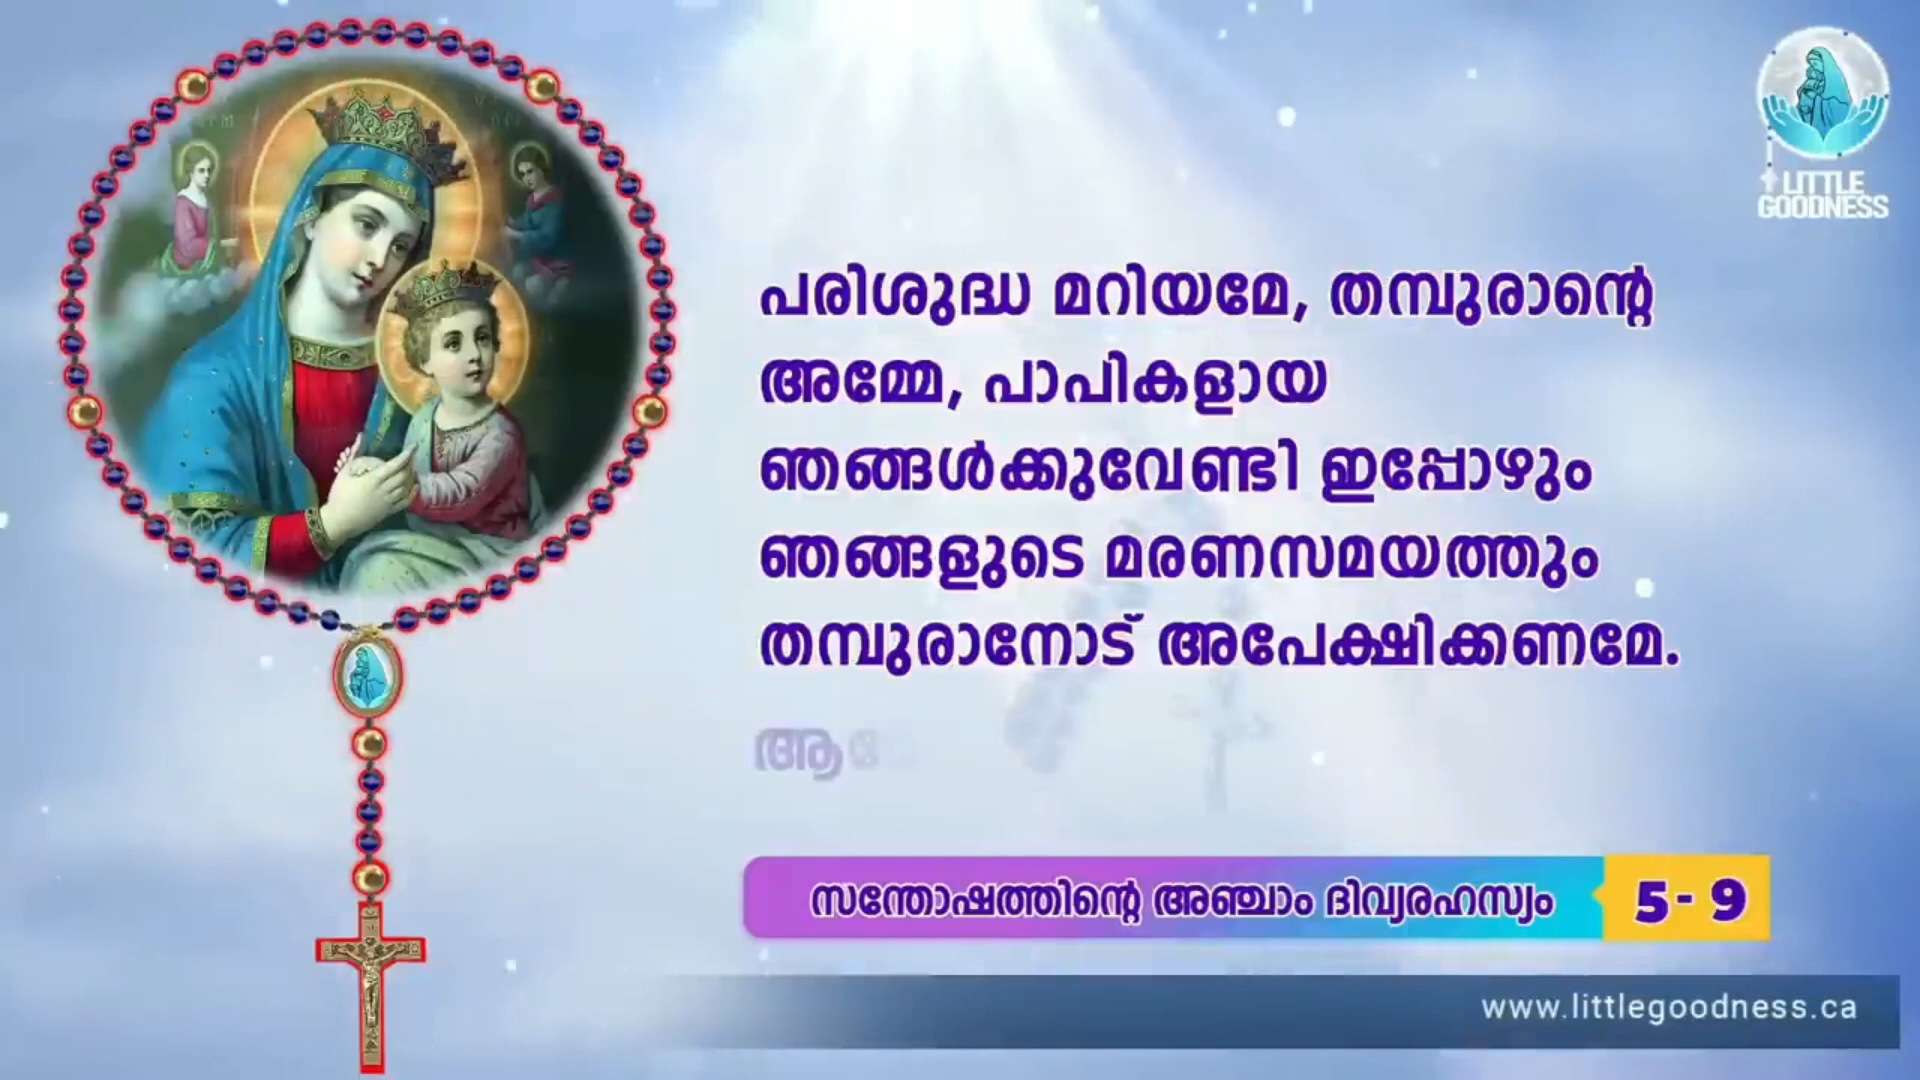 LITTLE
GOODNESS
പരിശുദ്ധ മറിയമേ, തമ്പുരാന്റെ
അമ്മേ, പാപികളായ
ഞങ്ങൾക്കുവേണ്ടി ഇപ്പോഴും
ഞങ്ങളുടെ മരണസമയത്തും
തമ്പുരാനോട് അപേക്ഷിക്കണമേ.
സന്തോഷത്തിന്റെ അഞ്ചാം ദിവ്യരഹസ്യം 5 - 9
www.littlegoodness.ca